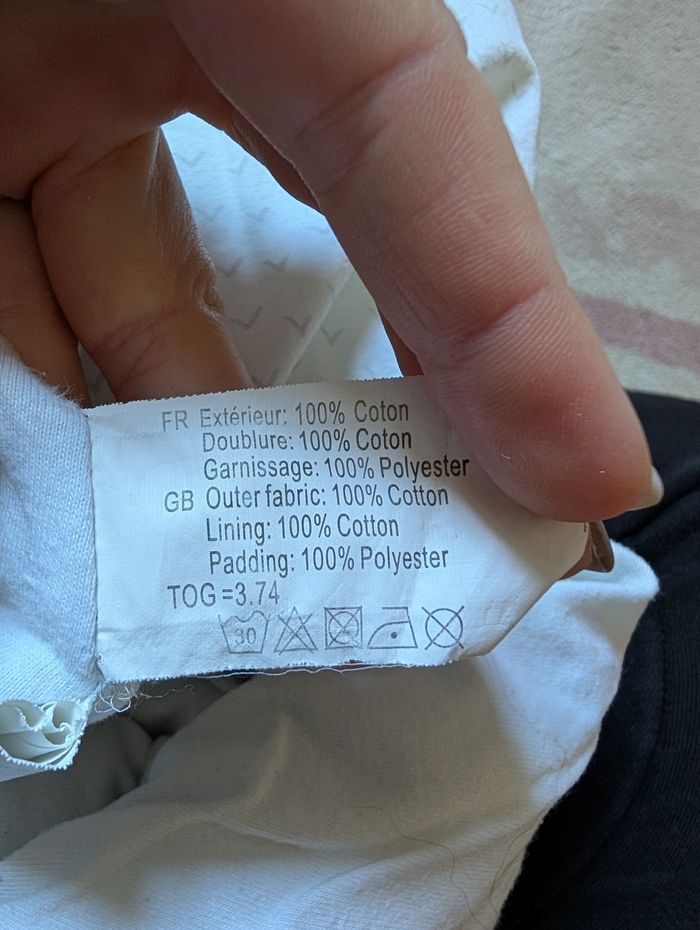 FR Extérieur: 100% Coton
Doublure: 100% Coton
Garnissage: 100% Polyester
GB Outer fabric: 100% Cotton
Lining: 100% Cotton
Padding: 100% Polyester
TOG =3.74
30